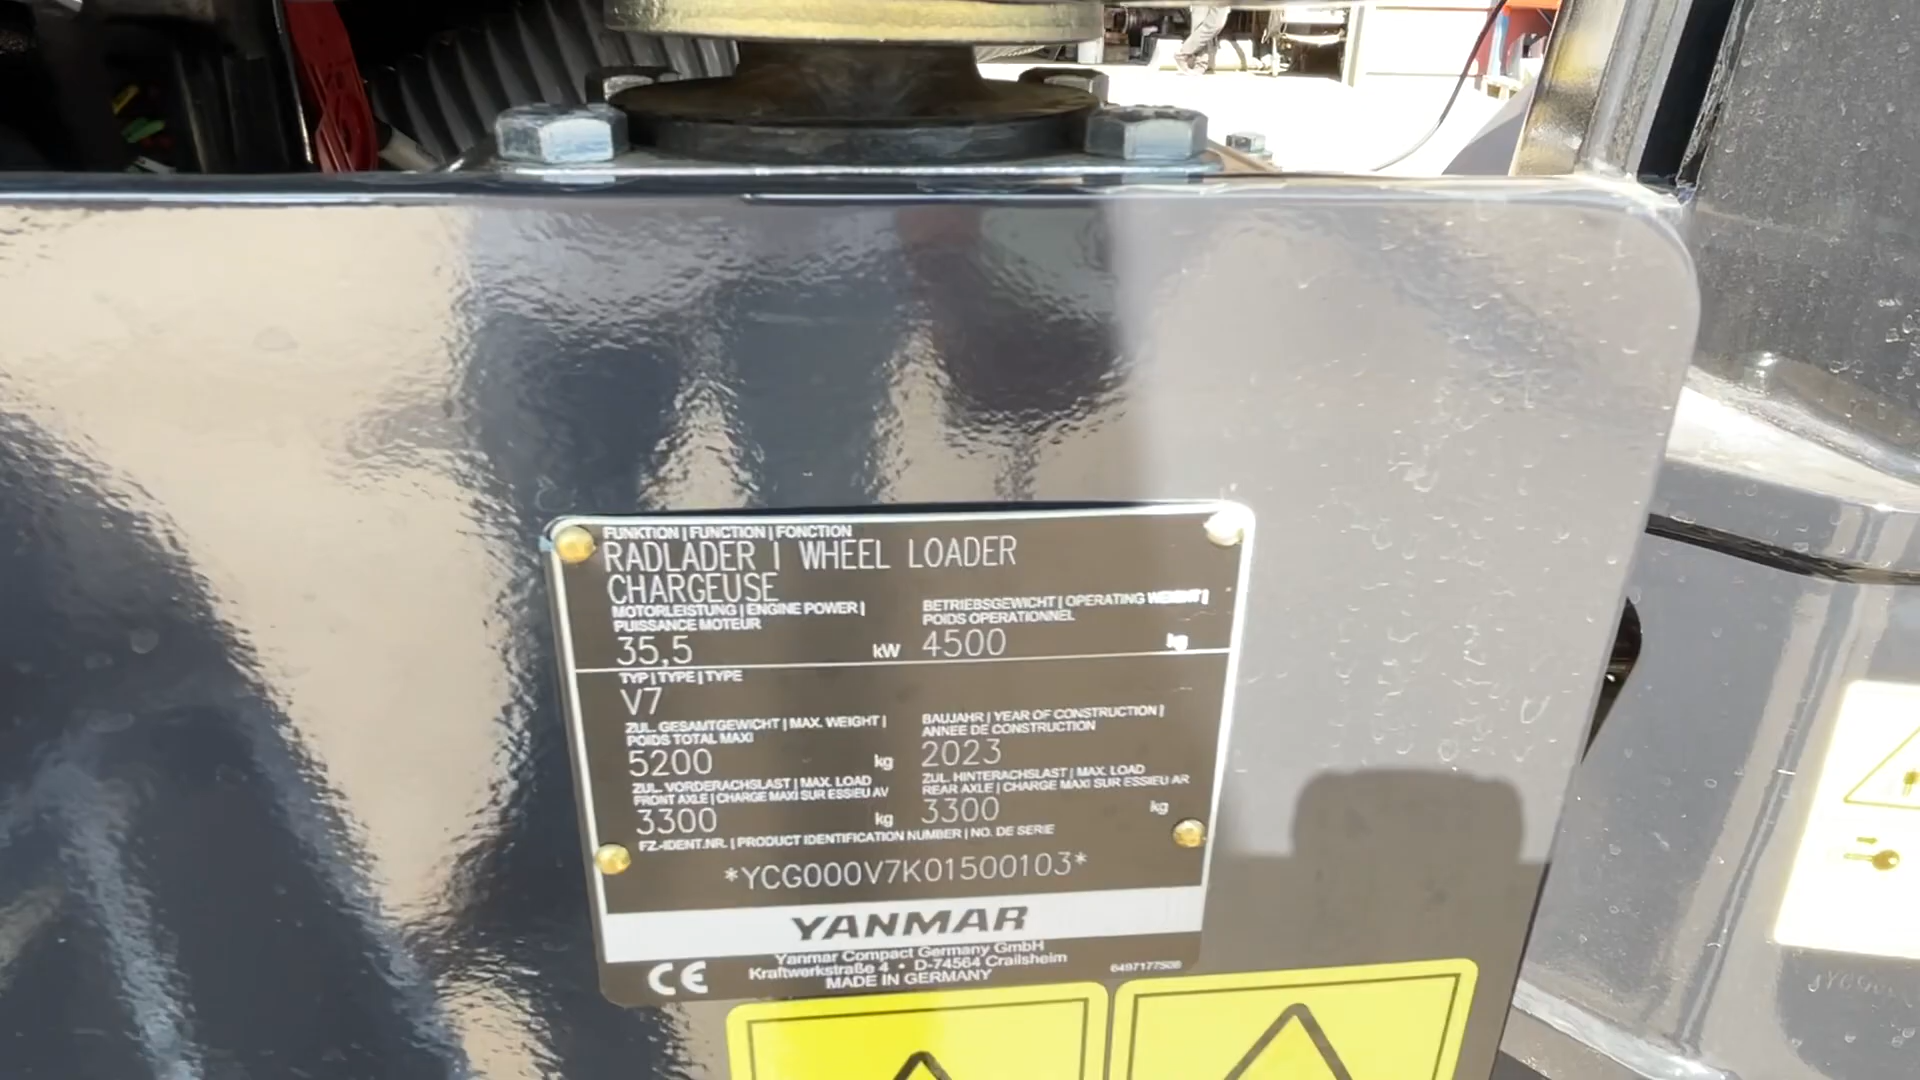 FUNKTION | FUNCTION | FONCTION
RADLADER | WHEEL LOADER
CHARGEUSE
MOTORLEISTUNG | ENGINE POWER |
PUISSANCE MOTEUR
35,5 kW
BETRIEBSGEWICHT | OPERATING WEIGHT |
POIDS OPERATIONNEL
4500 kg
TYP | TYPE | TYPE
V7
ZUL. GESAMTGEWICHT | MAX. WEIGHT |
POIDS TOTAL MAXI
5200 kg
BAUJAHR | YEAR OF CONSTRUCTION |
ANNEE DE CONSTRUCTION
2023
ZUL. VORDERACHSLAST | MAX. LOAD
FRONT AXLE | CHARGE MAXI SUR ESSIEU AV
3300 kg
ZUL. HINTERACHSLAST | MAX. LOAD
REAR AXLE | CHARGE MAXI SUR ESSIEU AR
3300 kg
FZ.-IDENT.NR. | PRODUCT IDENTIFICATION NUMBER | NO. DE SERIE
*YCG000V7K01500103*
YANMAR
CE
Yanmar Compact Germany GmbH
Kraftwerkstraße 4 • D-74564 Crailsheim
MADE IN GERMANY